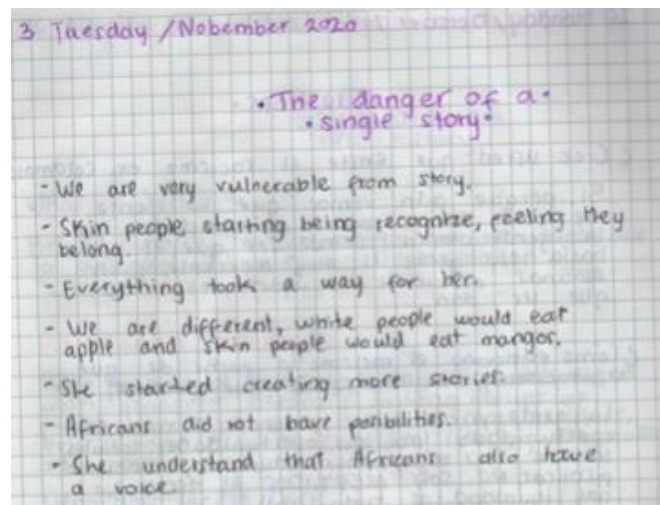 3 Tuesday / Nobember 2020
• The danger of a •
• single story •
- We are very vulnerable from story.
- Skin people starting being recognize, feeling they
belong.
- Everything took a way for her.
- We are different, white people would eat
apple and skin people would eat mangos.
- She started creating more stories.
- Africans did not have posibilities.
- She understand that Africans also have
a voice.